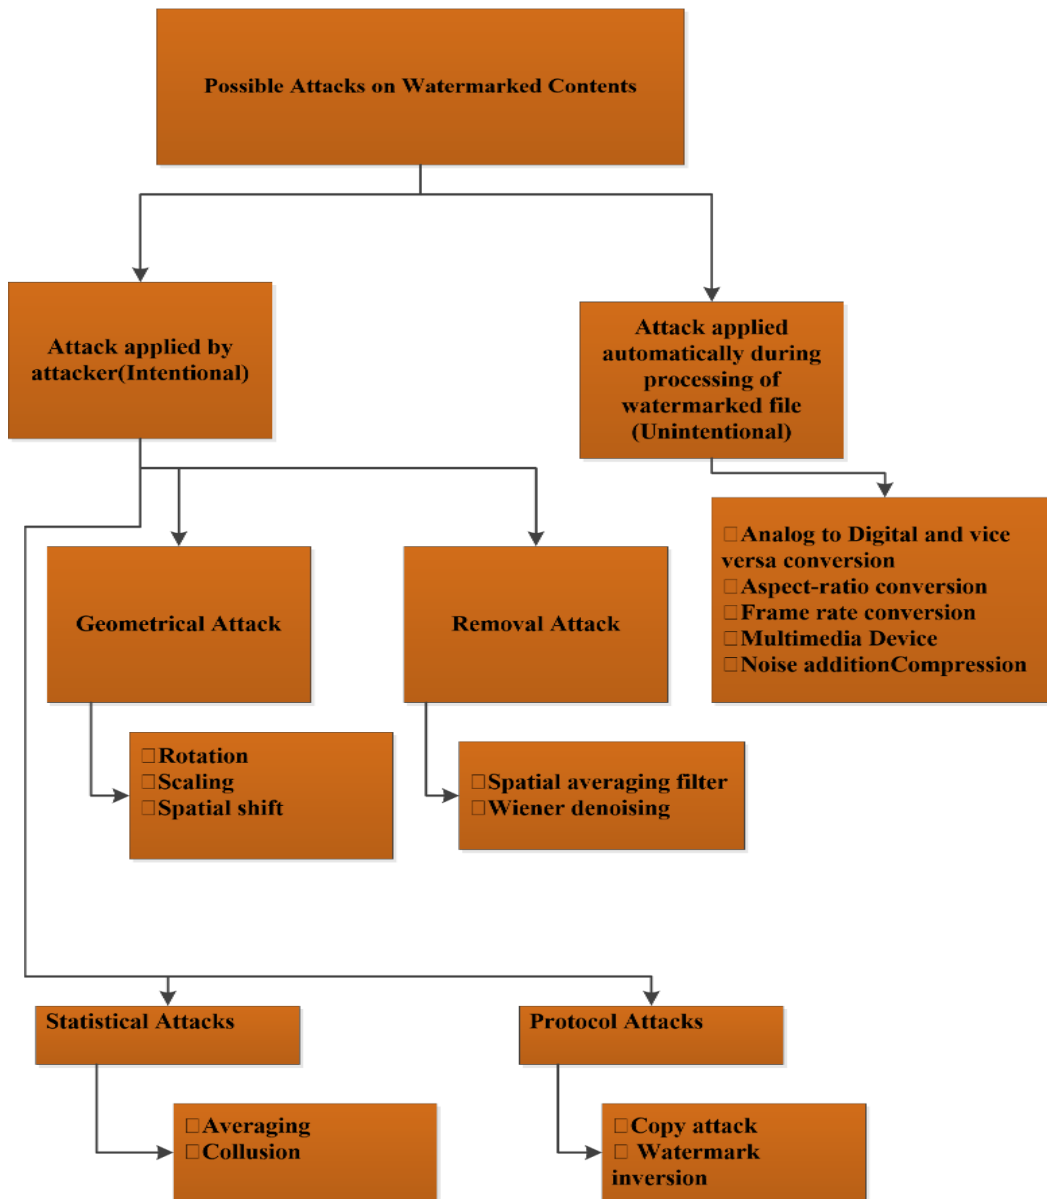 Possible Attacks on Watermarked Contents
Attack applied by
attacker(Intentional)
Attack applied
automatically during
processing of
watermarked file
(Unintentional)
□Analog to Digital and vice
versa conversion
□Aspect-ratio conversion
□Frame rate conversion
□Multimedia Device
□Noise additionCompression
Geometrical Attack
Removal Attack
□Rotation
□Scaling
□Spatial shift
□Spatial averaging filter
□Wiener denoising
Statistical Attacks
Protocol Attacks
□Averaging
□Collusion
□Copy attack
□ Watermark
inversion